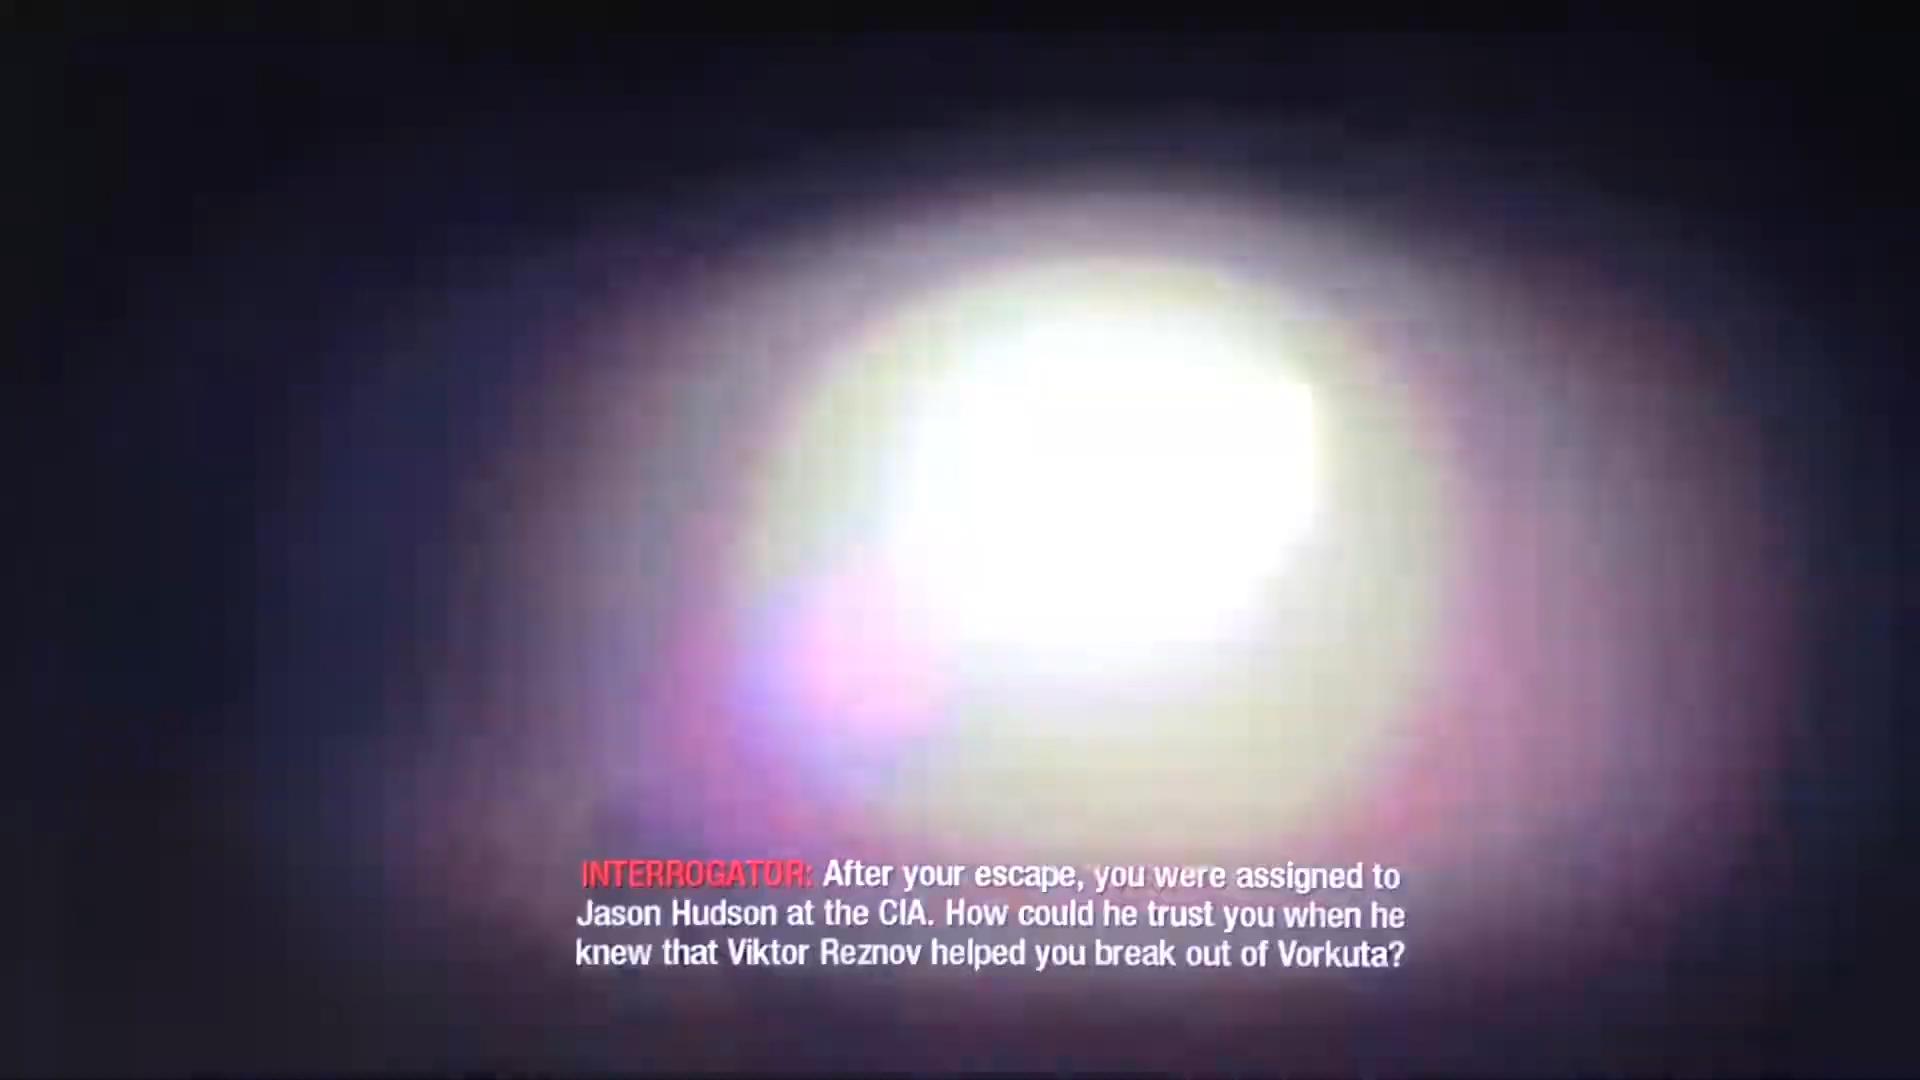 INTERROGATOR: After your escape, you were assigned to
Jason Hudson at the CIA. How could he trust you when he
knew that Viktor Reznov helped you break out of Vorkuta?